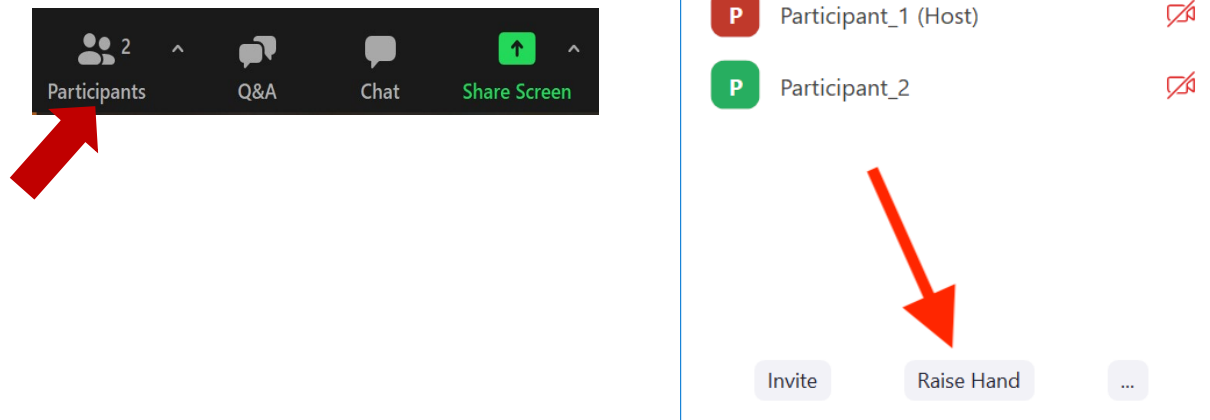 2
Participants
Q&A
Chat
Share Screen
P Participant_1 (Host)
P Participant_2
Invite
Raise Hand
...